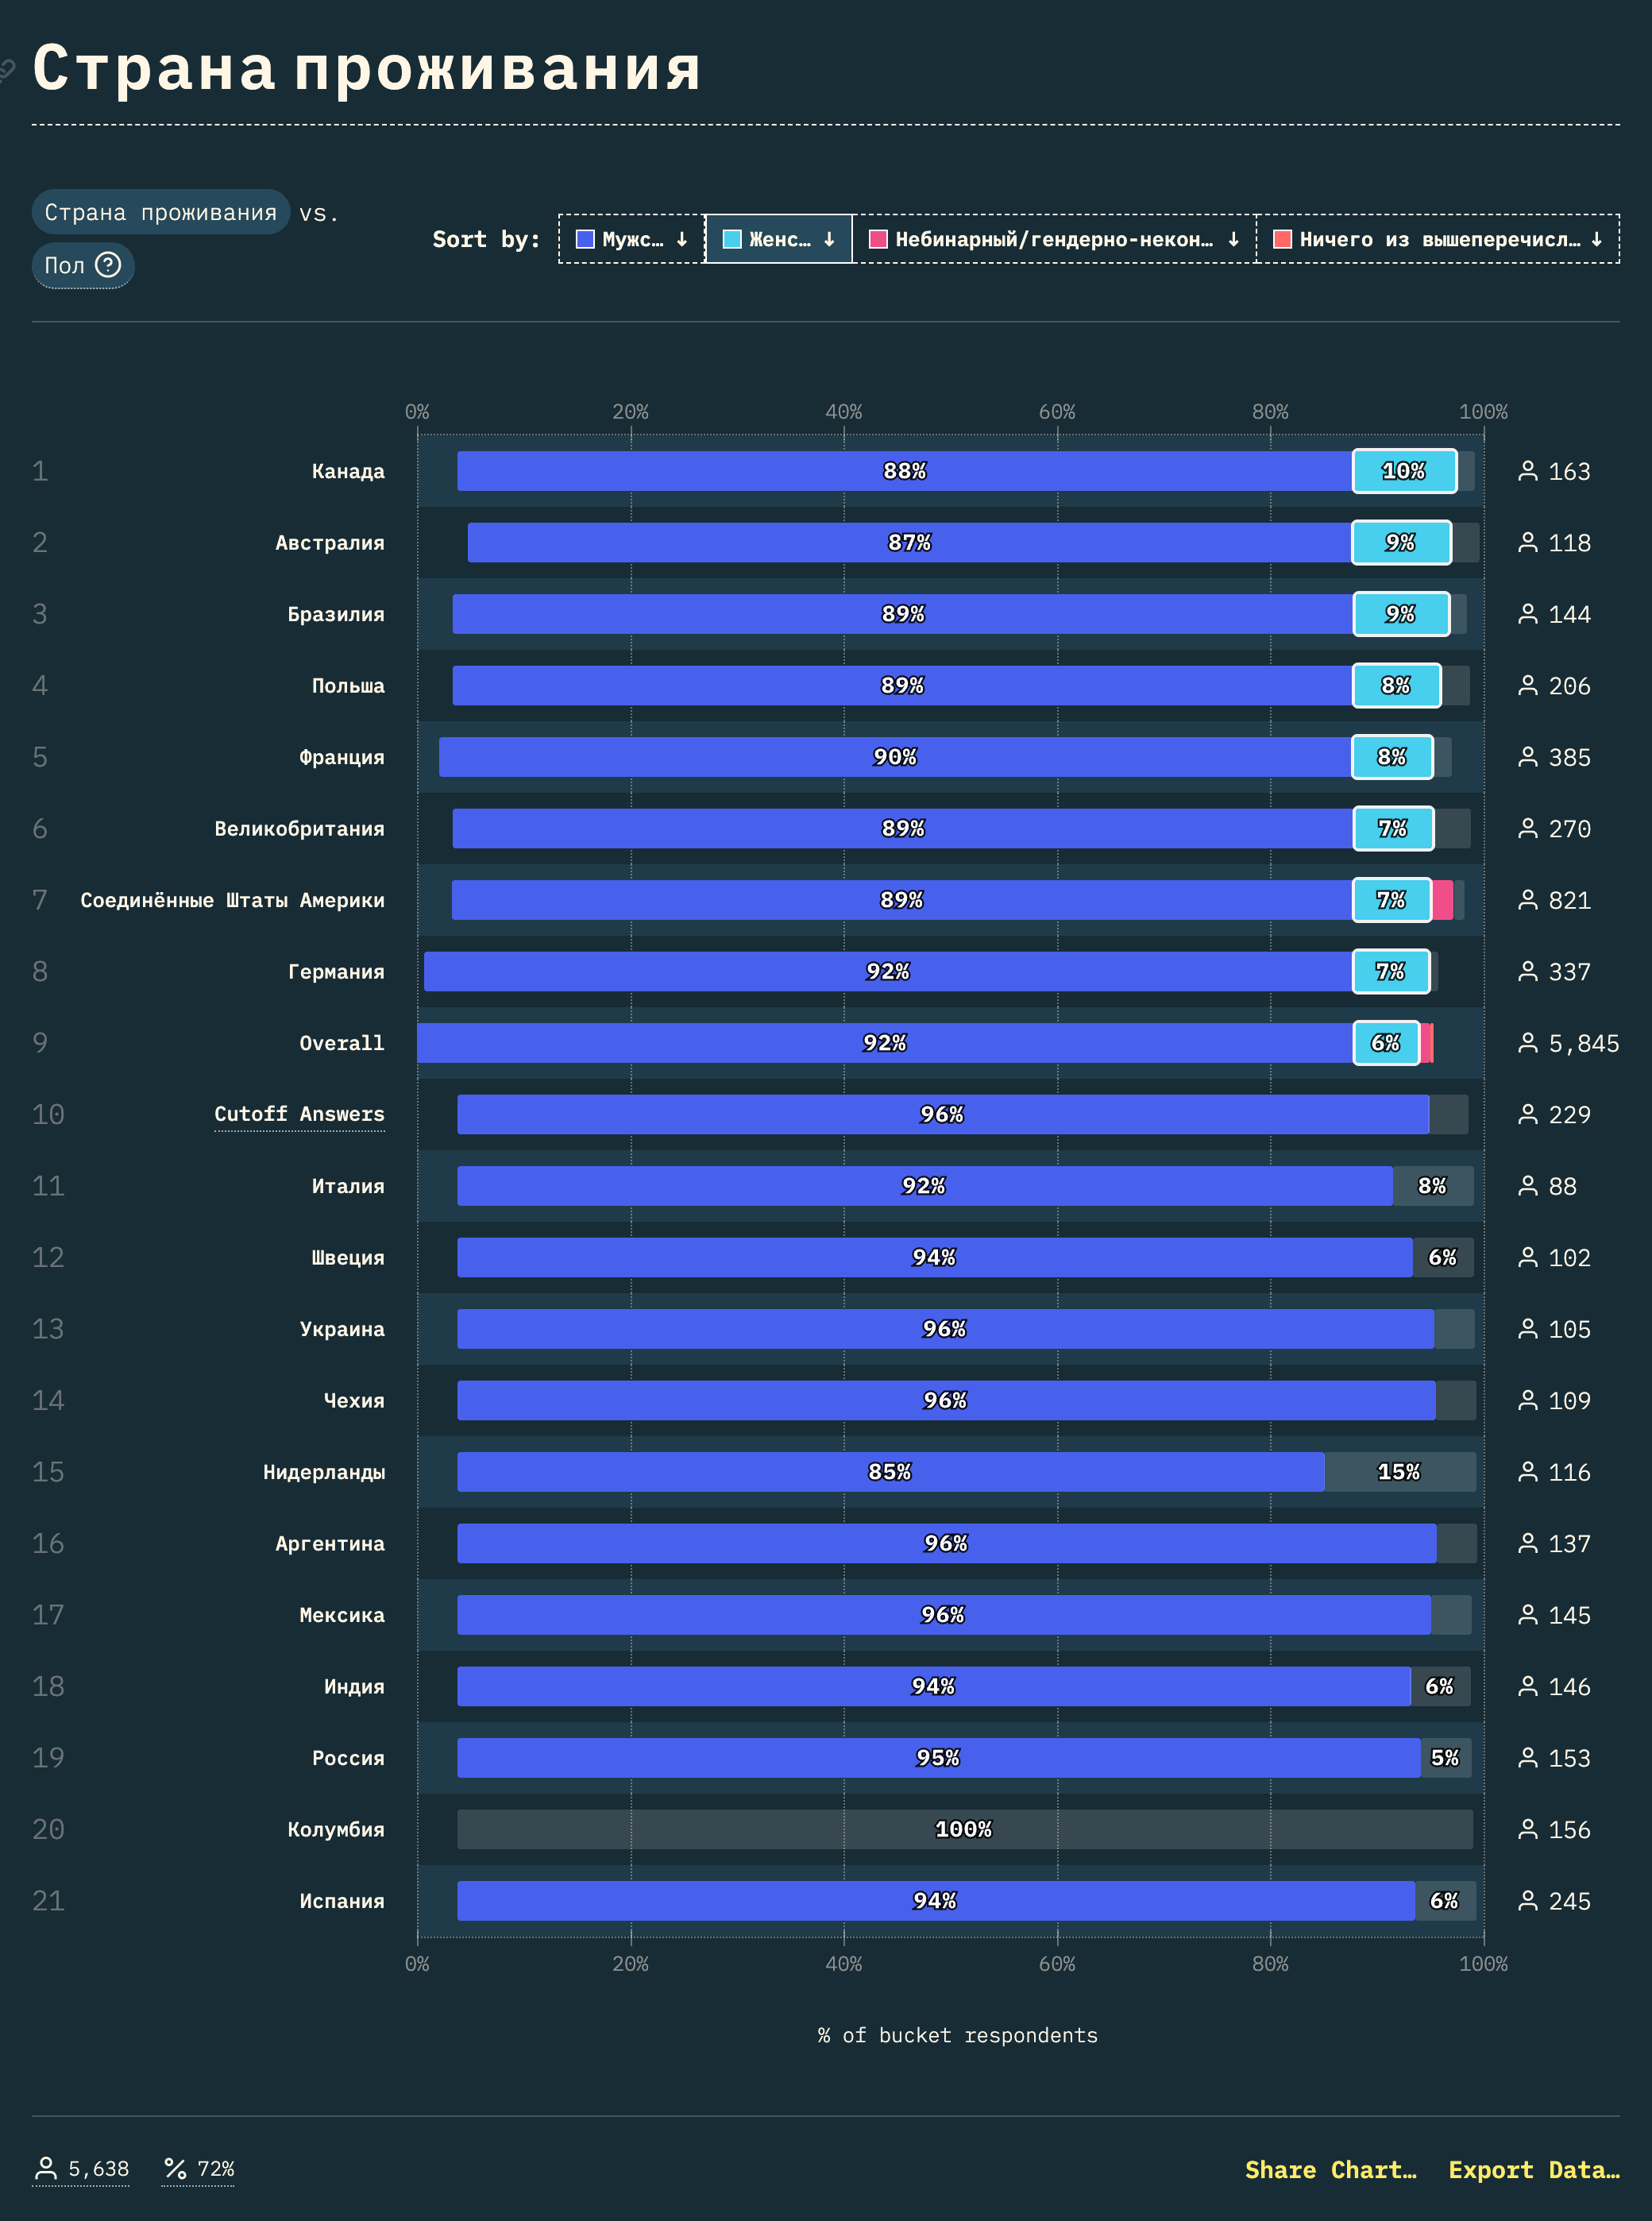 Страна проживания
Страна проживания vs.
Пол ?
Sort by: Мужс… ↓ Женс… ↓ Небинарный/гендерно-некон… ↓ Ничего из вышеперечисл… ↓
0% 20% 40% 60% 80% 100%
1 Канада 88% 10% 163
2 Австралия 87% 9% 118
3 Бразилия 89% 9% 144
4 Польша 89% 8% 206
5 Франция 90% 8% 385
6 Великобритания 89% 7% 270
7 Соединённые Штаты Америки 89% 7% 821
8 Германия 92% 7% 337
9 Overall 92% 6% 5,845
10 Cutoff Answers 96% 229
11 Италия 92% 8% 88
12 Швеция 94% 6% 102
13 Украина 96% 105
14 Чехия 96% 109
15 Нидерланды 85% 15% 116
16 Аргентина 96% 137
17 Мексика 96% 145
18 Индия 94% 6% 146
19 Россия 95% 5% 153
20 Колумбия 100% 156
21 Испания 94% 6% 245
0% 20% 40% 60% 80% 100%
% of bucket respondents
5,638 % 72% Share Chart… Export Data…